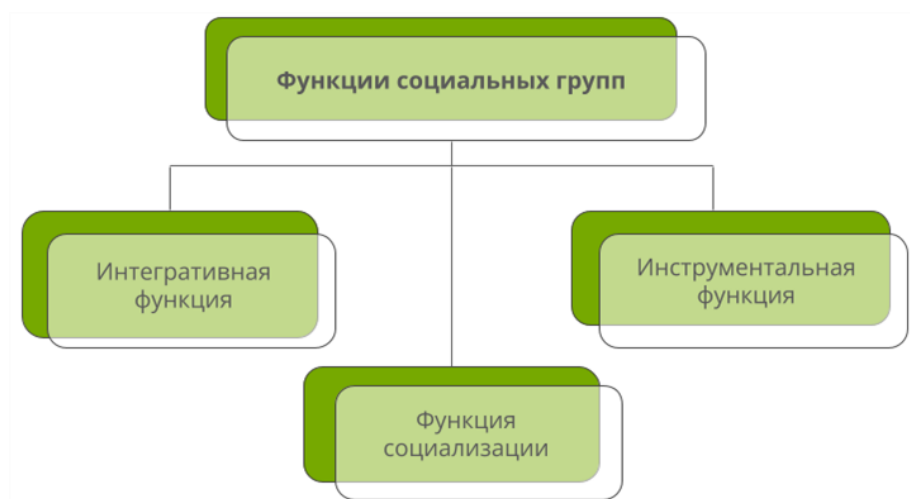 Функции социальных групп
Интегративная
функция
Инструментальная
функция
Функция
социализации